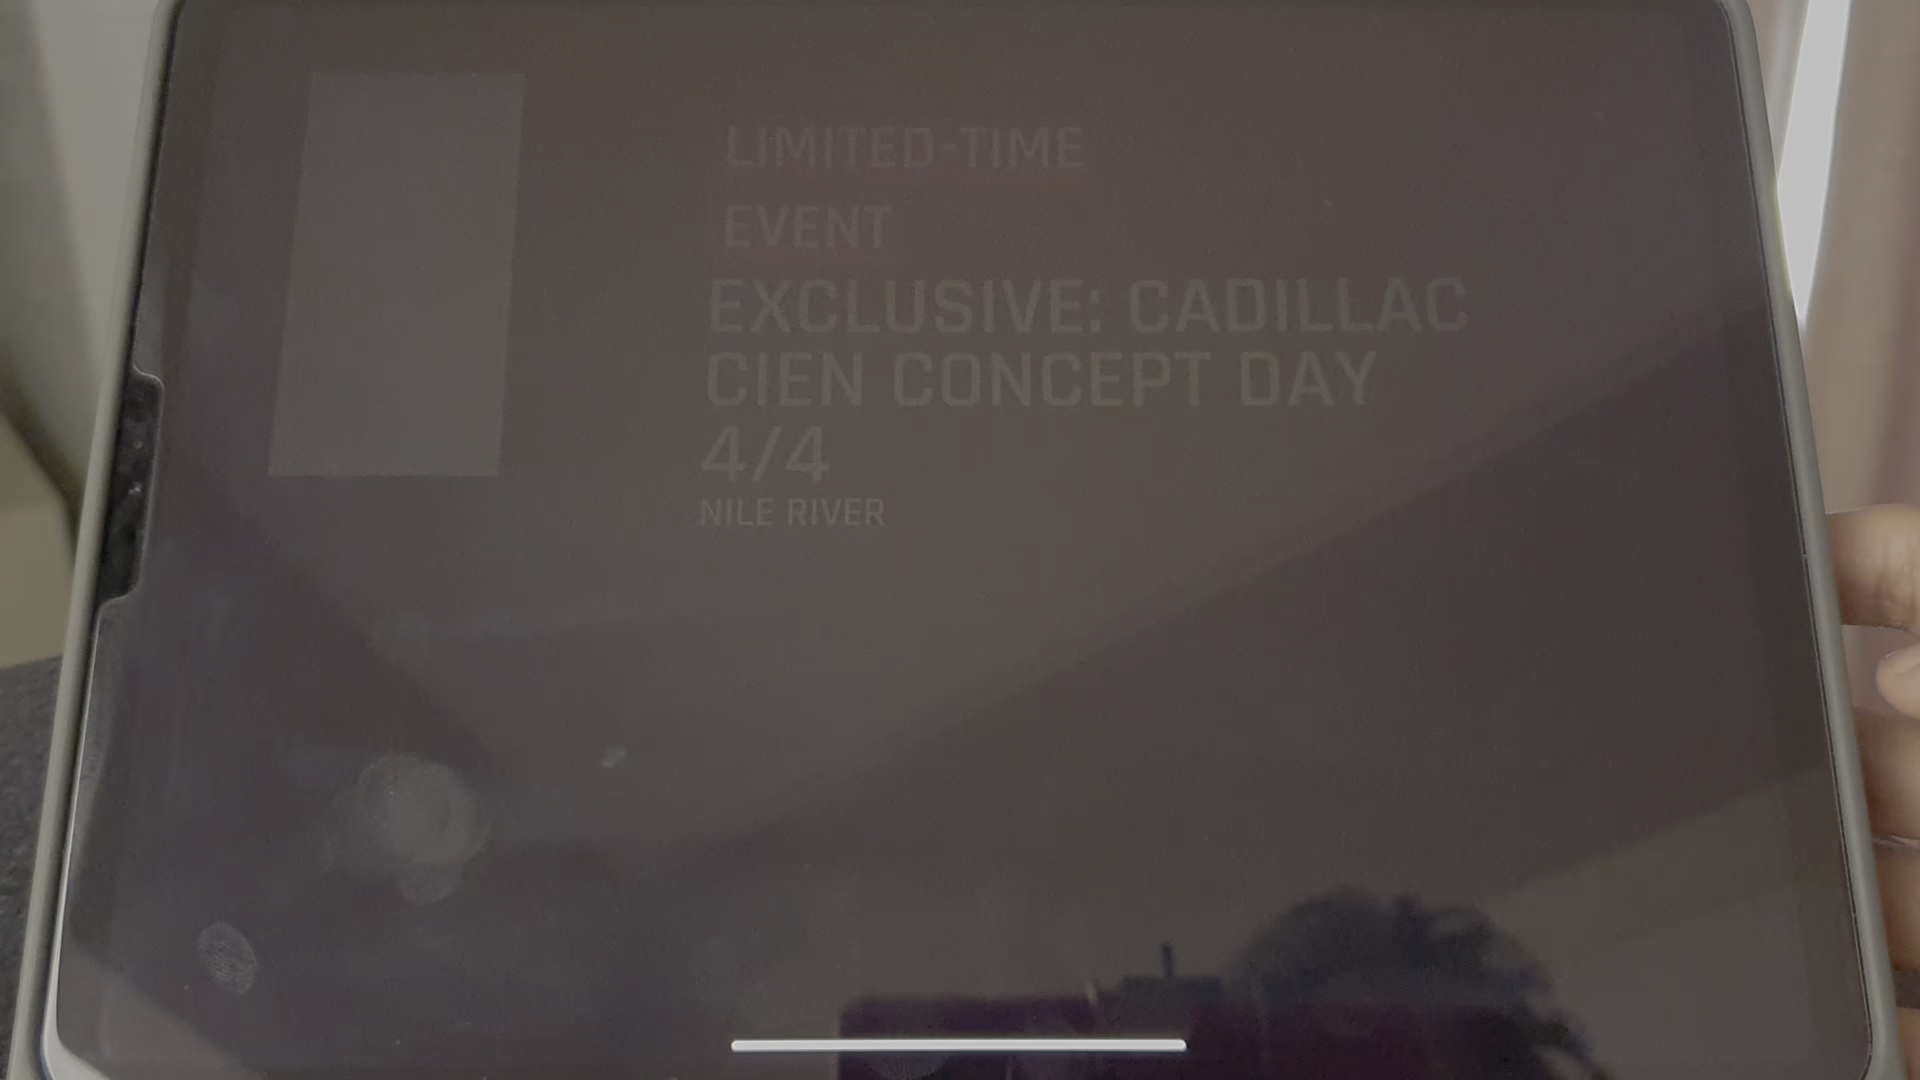 LIMITED-TIME
EVENT
EXCLUSIVE: CADILLAC
CIEN CONCEPT DAY
4/4
NILE RIVER